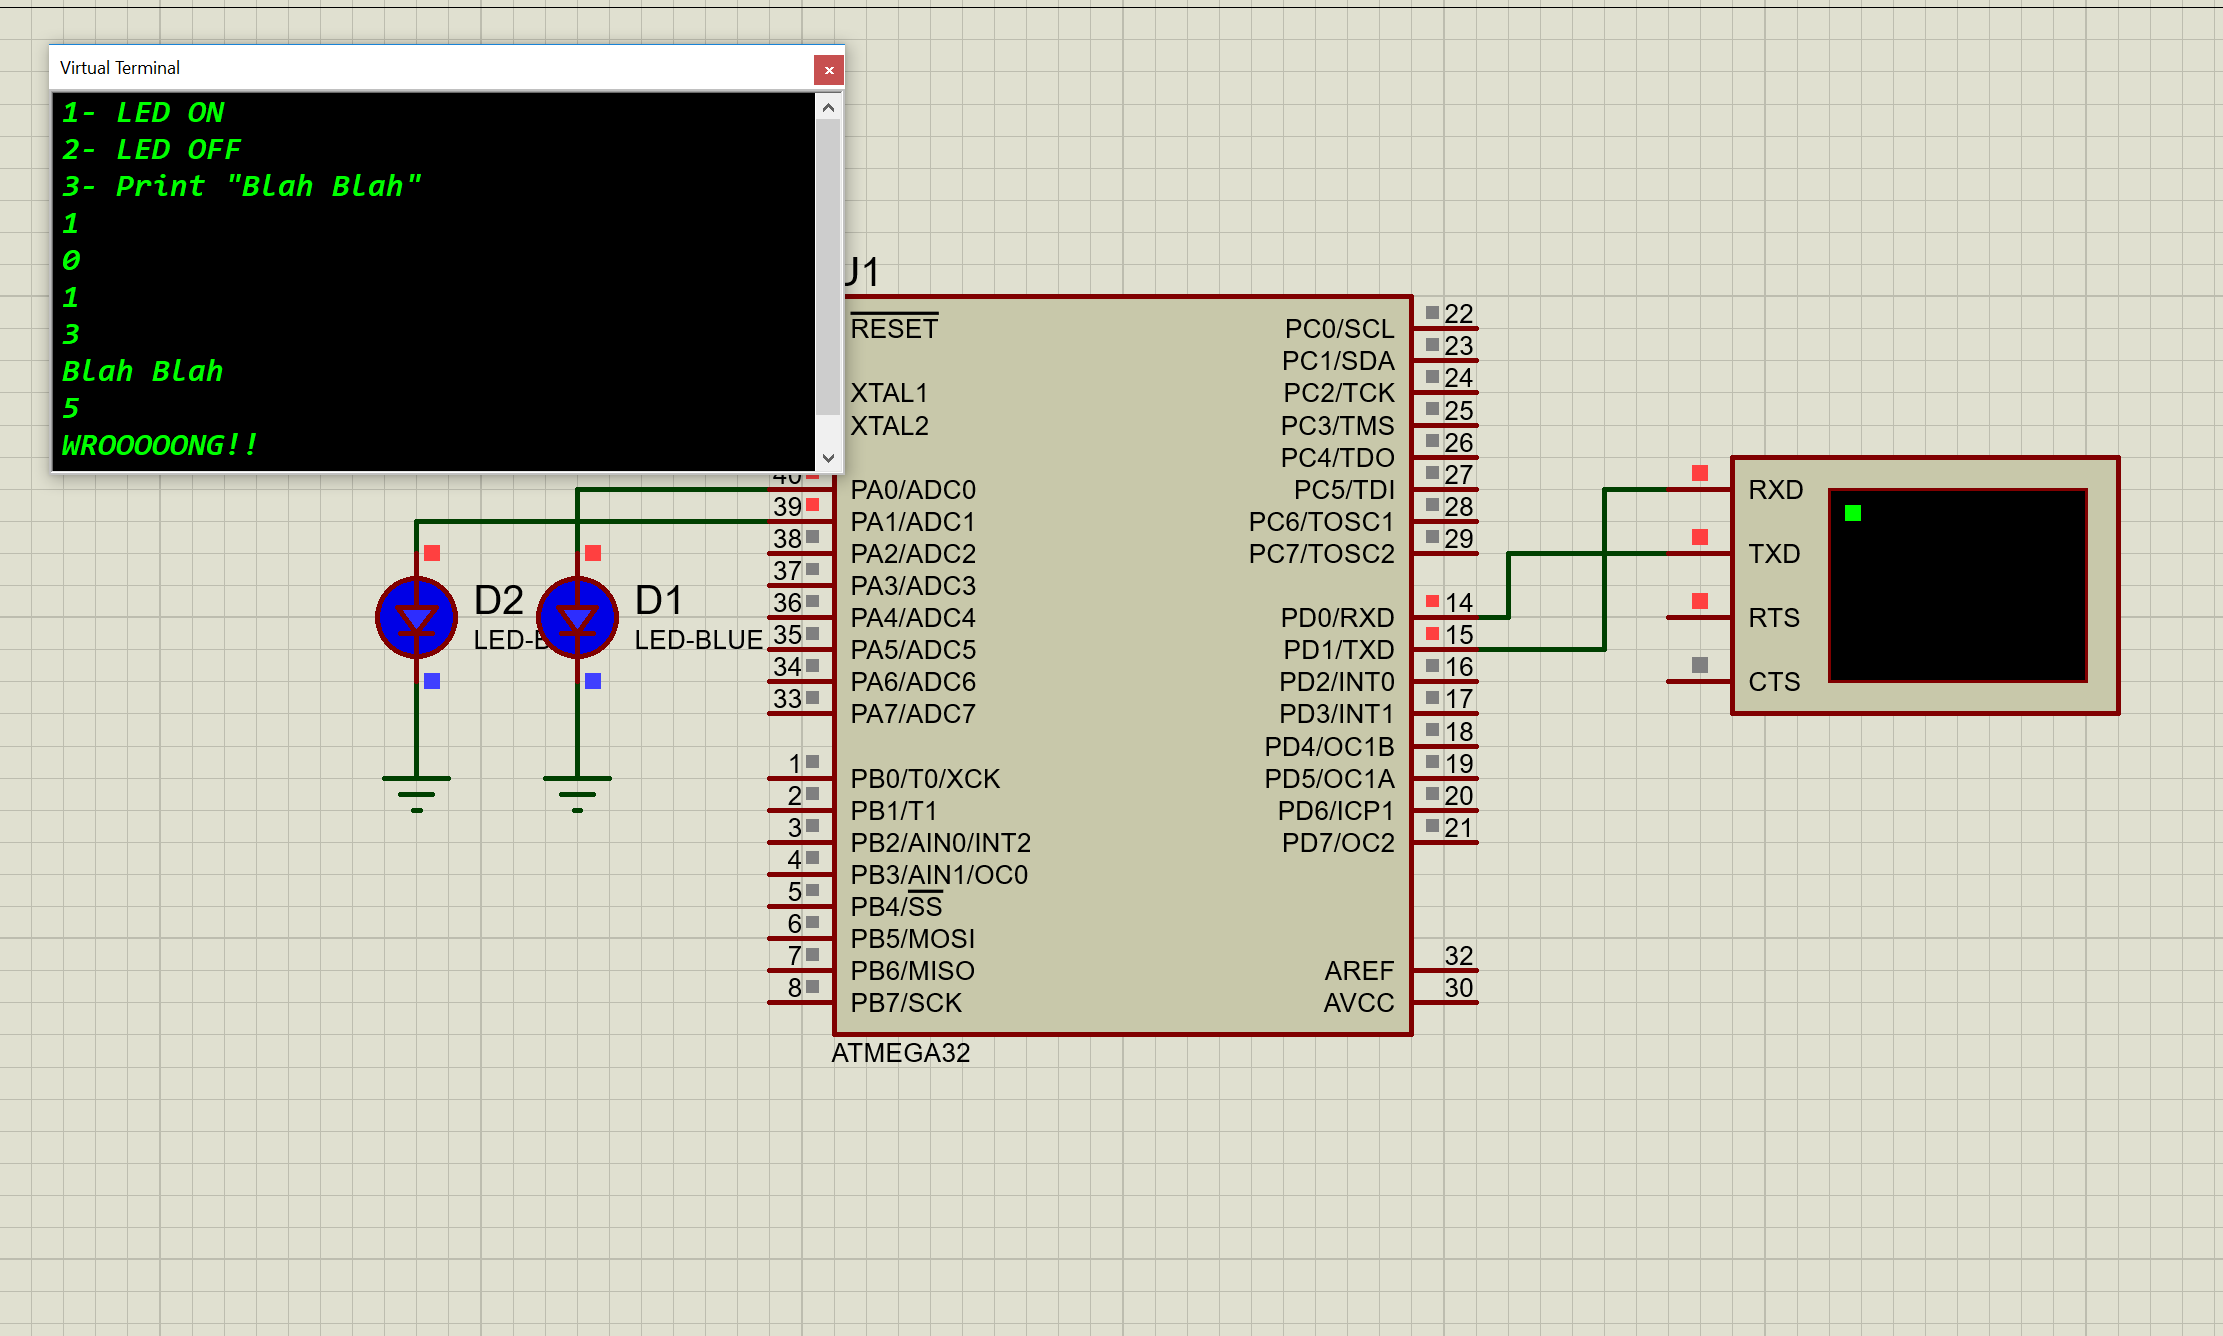 Virtual Terminal
1- LED ON
2- LED OFF
3- Print "Blah Blah"
1
0
1
3
Blah Blah
5
WROOOOONG!!
U1
RESET
XTAL1
XTAL2
40 PA0/ADC0
39 PA1/ADC1
38 PA2/ADC2
37 PA3/ADC3
36 PA4/ADC4
35 PA5/ADC5
34 PA6/ADC6
33 PA7/ADC7
1 PB0/T0/XCK
2 PB1/T1
3 PB2/AIN0/INT2
4 PB3/AIN1/OC0
5 PB4/SS
6 PB5/MOSI
7 PB6/MISO
8 PB7/SCK
PC0/SCL 22
PC1/SDA 23
PC2/TCK 24
PC3/TMS 25
PC4/TDO 26
PC5/TDI 27
PC6/TOSC1 28
PC7/TOSC2 29
PD0/RXD 14
PD1/TXD 15
PD2/INT0 16
PD3/INT1 17
PD4/OC1B 18
PD5/OC1A 19
PD6/ICP1 20
PD7/OC2 21
AREF 32
AVCC 30
ATMEGA32
D2
LED-B
D1
LED-BLUE
RXD
TXD
RTS
CTS